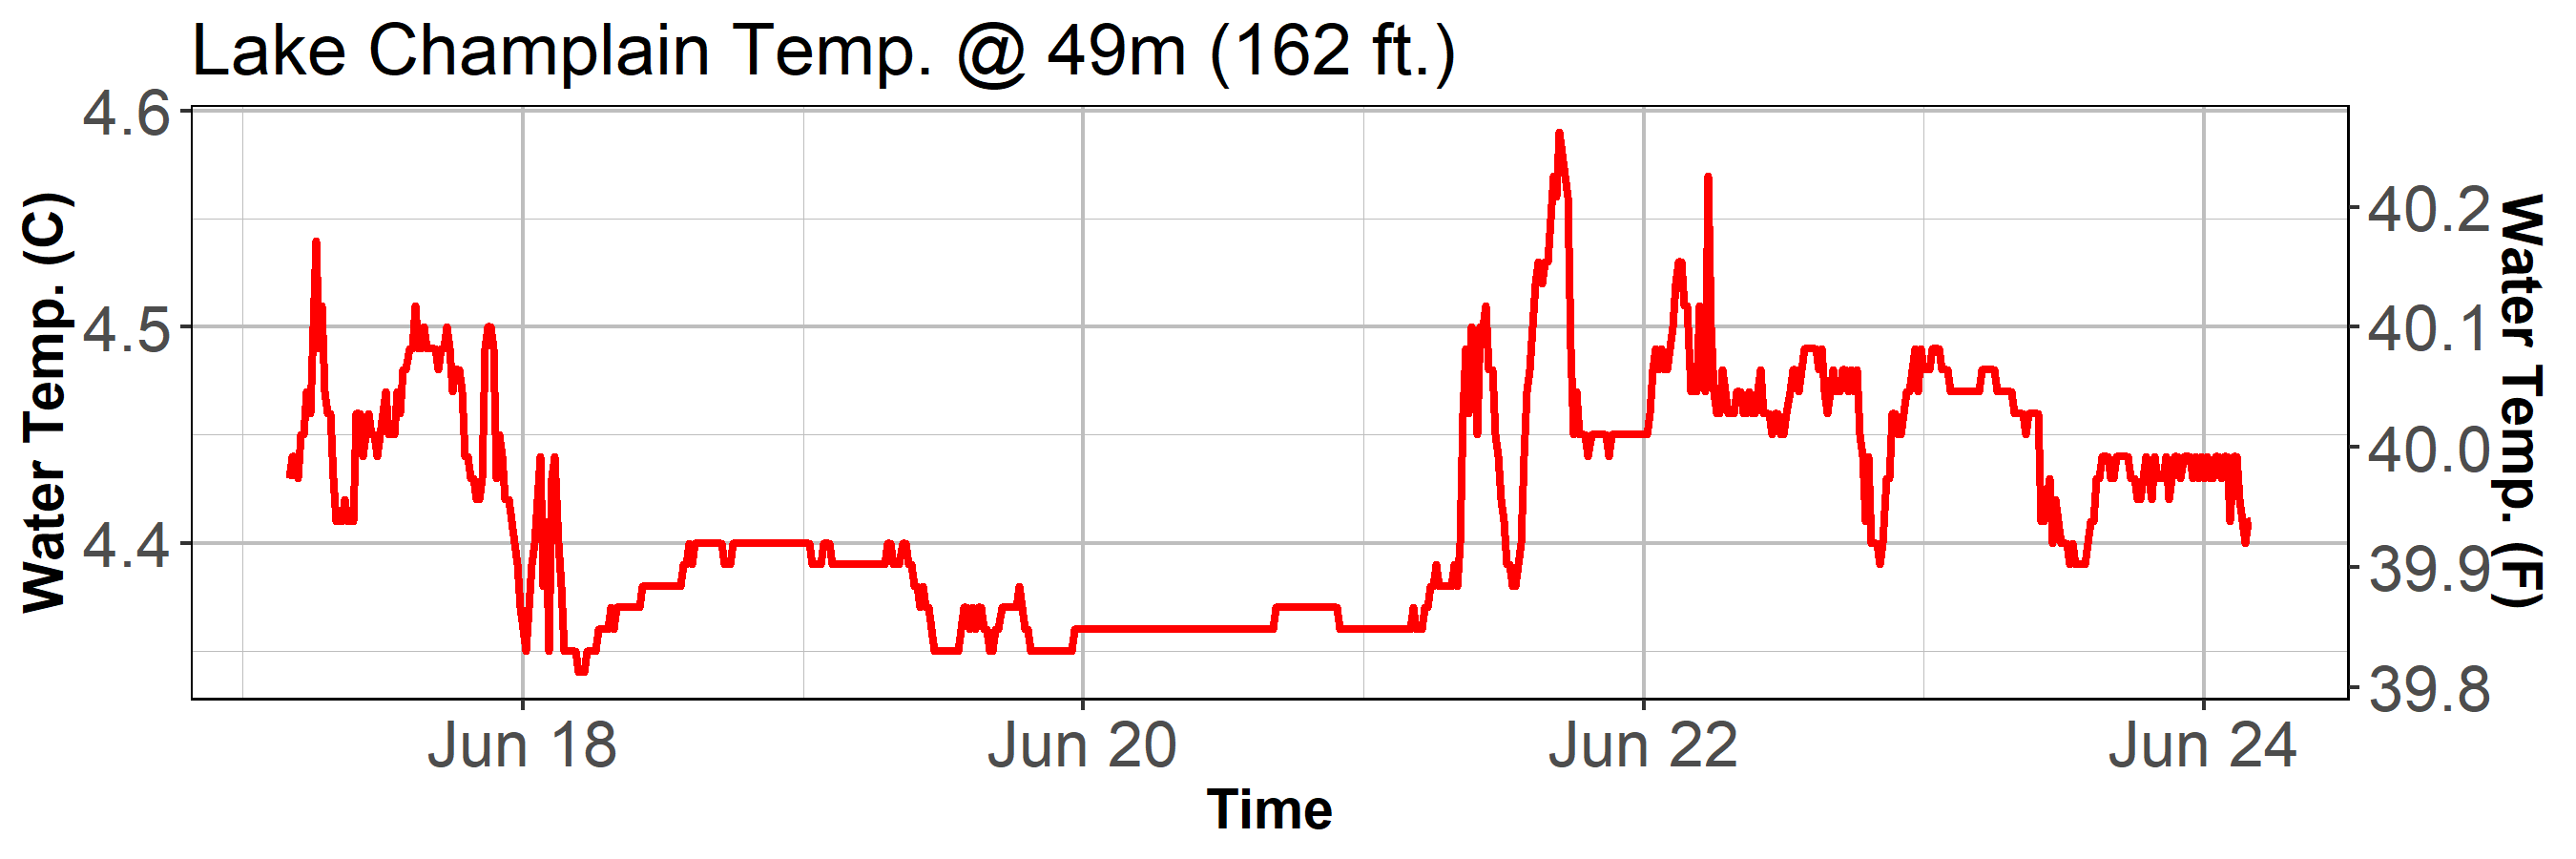 Lake Champlain Temp. @ 49m (162 ft.)
Water Temp. (C)
4.6
4.5
4.4
40.2
40.1
40.0
39.9
39.8
Water Temp. (F)
Jun 18 Jun 20 Jun 22 Jun 24
Time